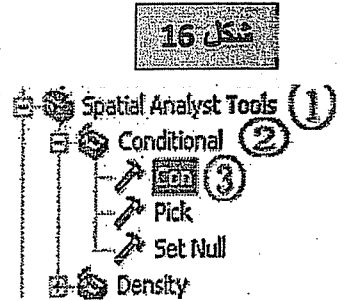 شكل 16
Spatial Analyst Tools (1)
Conditional (2)
Con (3)
Pick
Set Null
Density